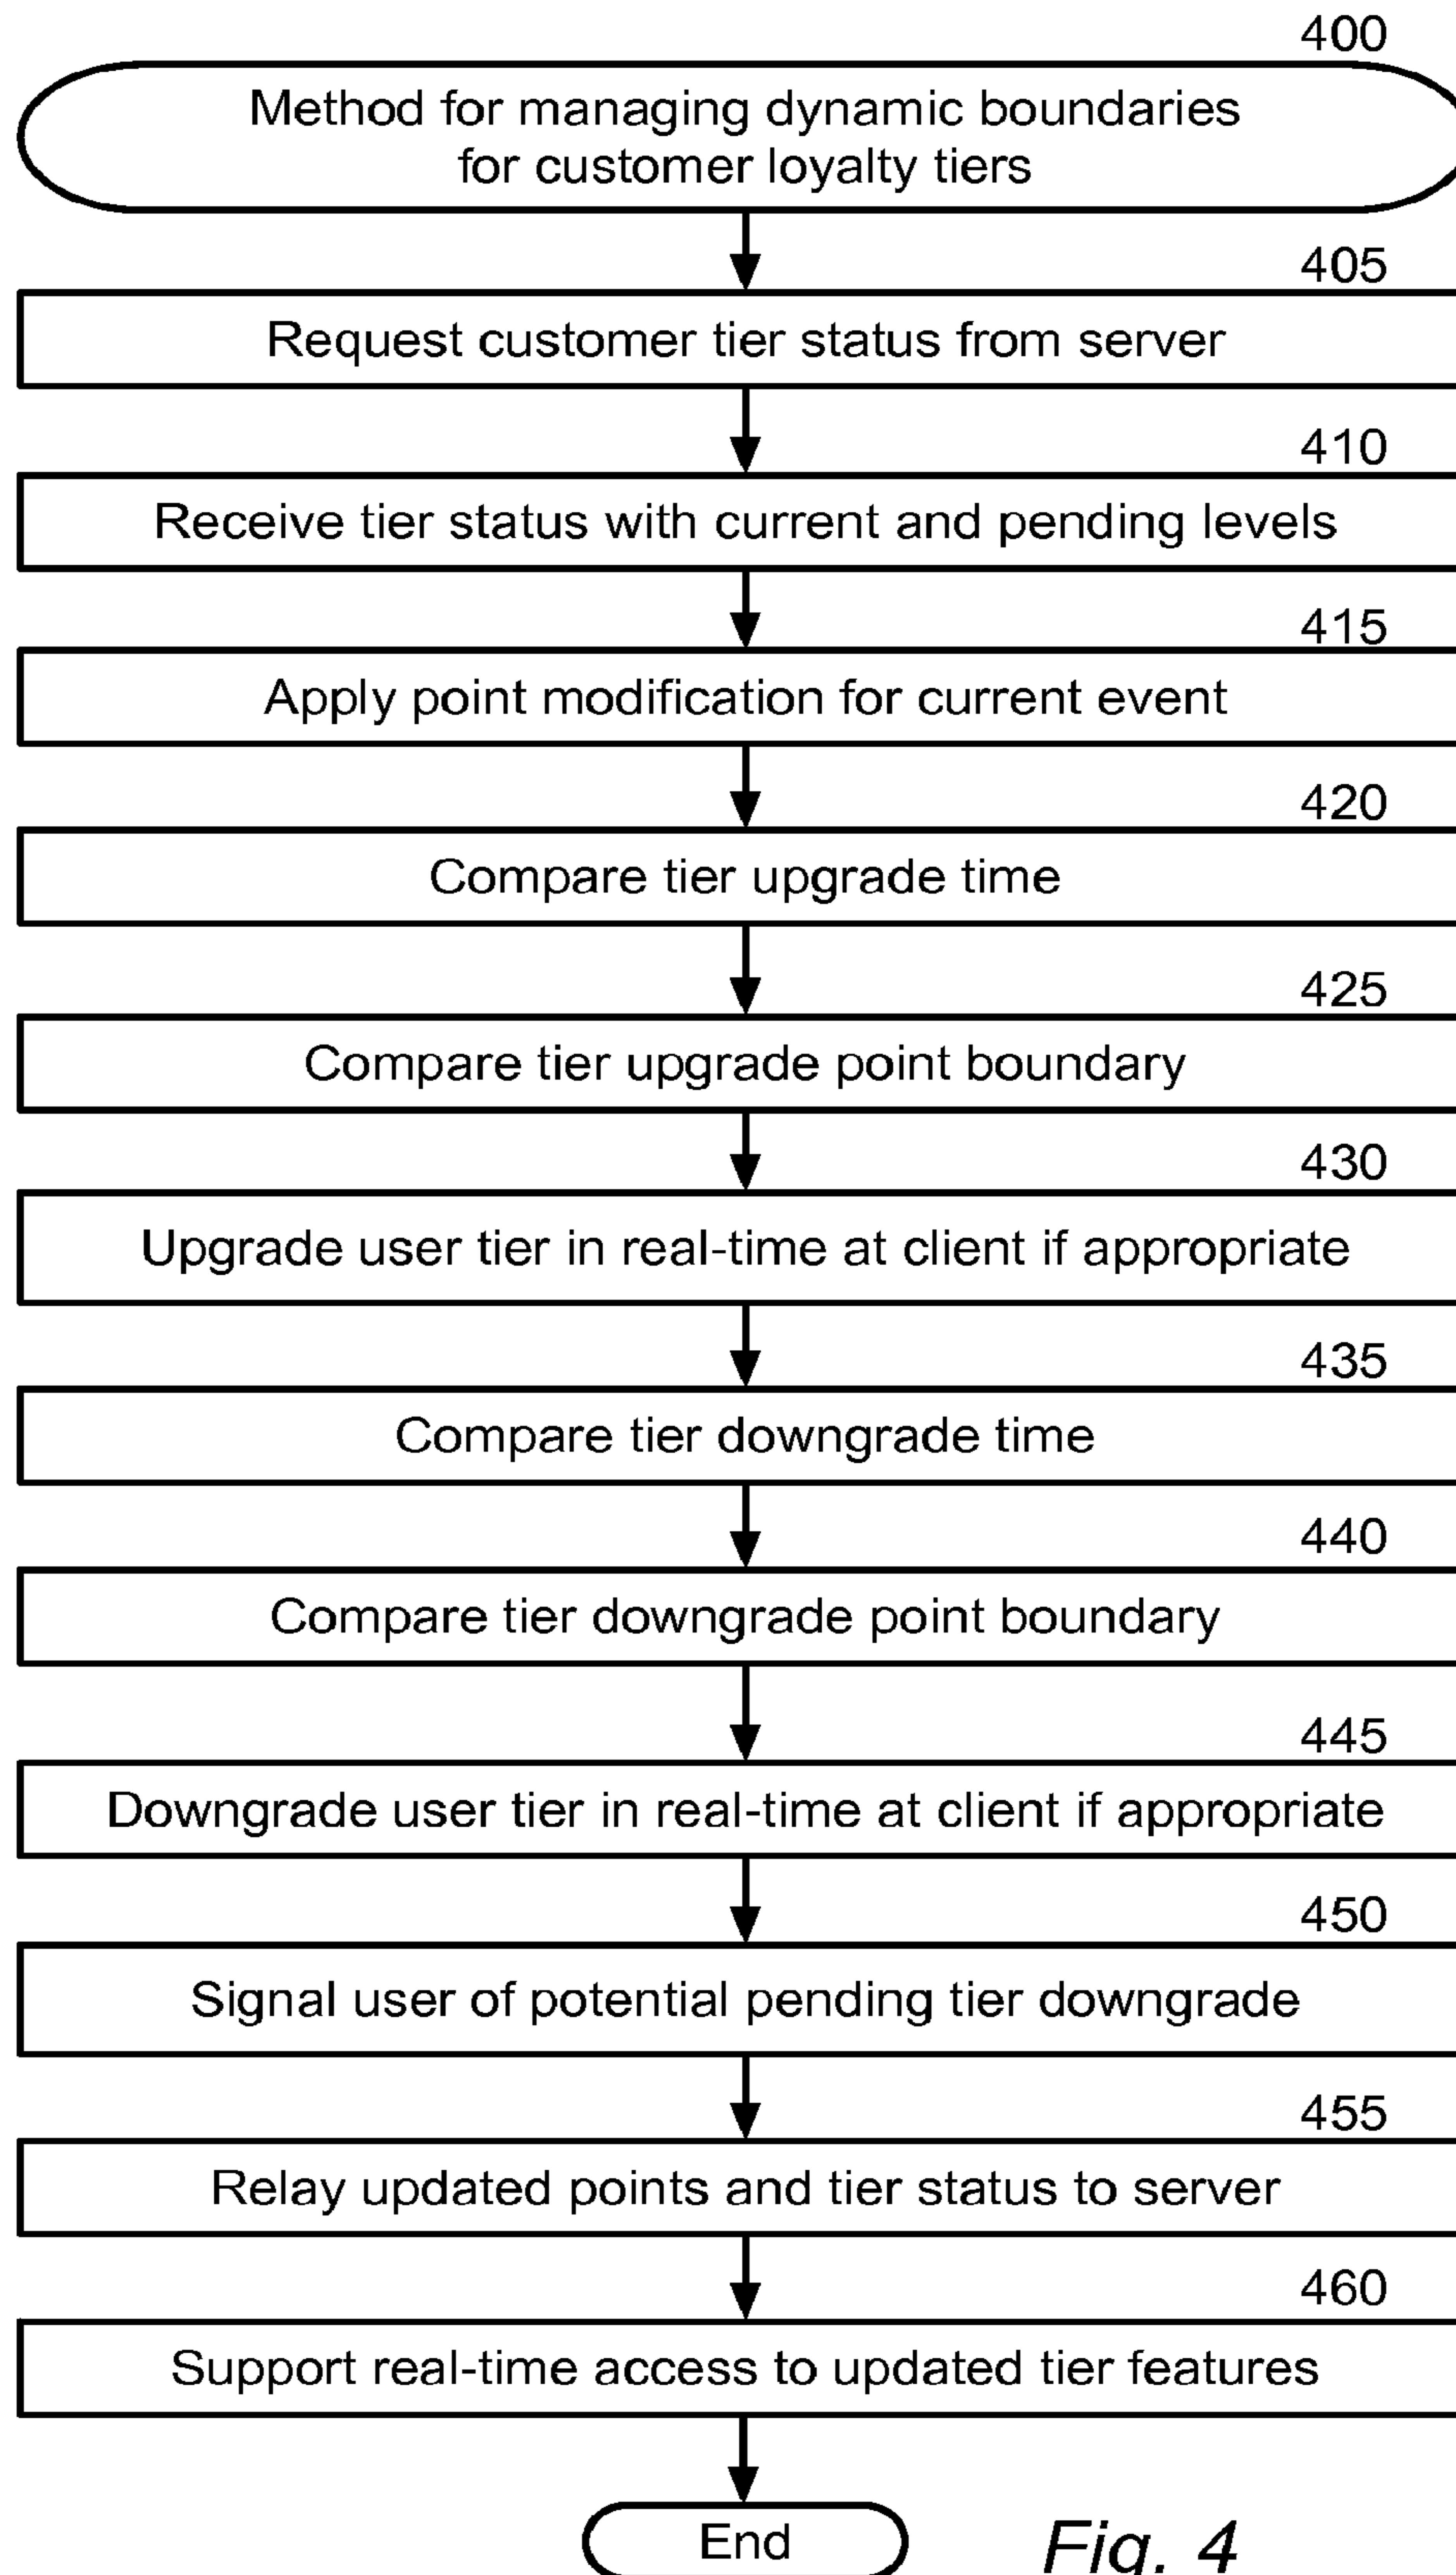 400
Method for managing dynamic boundaries
for customer loyalty tiers
405
Request customer tier status from server
410
Receive tier status with current and pending levels
415
Apply point modification for current event
420
Compare tier upgrade time
425
Compare tier upgrade point boundary
430
Upgrade user tier in real-time at client if appropriate
435
Compare tier downgrade time
440
Compare tier downgrade point boundary
445
Downgrade user tier in real-time at client if appropriate
450
Signal user of potential pending tier downgrade
455
Relay updated points and tier status to server
460
Support real-time access to updated tier features
End
Fig. 4